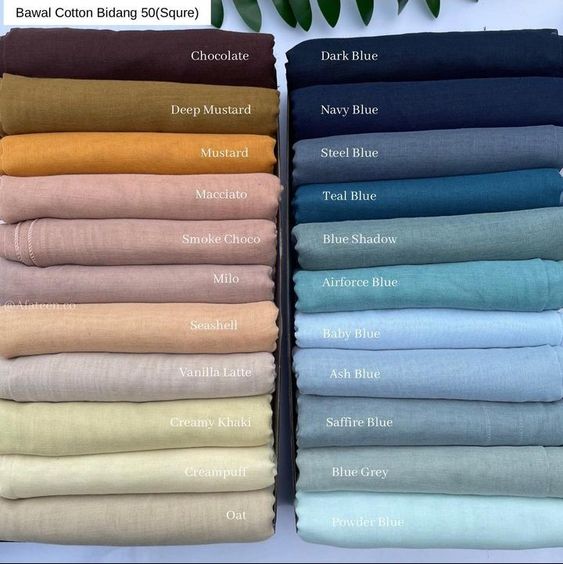 Bawal Cotton Bidang 50(Squre)
Chocolate
Deep Mustard
Mustard
Macciato
Smoke Choco
Milo
@Afateen.co
Seashell
Vanilla Latte
Creamy Khaki
Creampuff
Oat
Dark Blue
Navy Blue
Steel Blue
Teal Blue
Blue Shadow
Airforce Blue
Baby Blue
Ash Blue
Saffire Blue
Blue Grey
Powder Blue